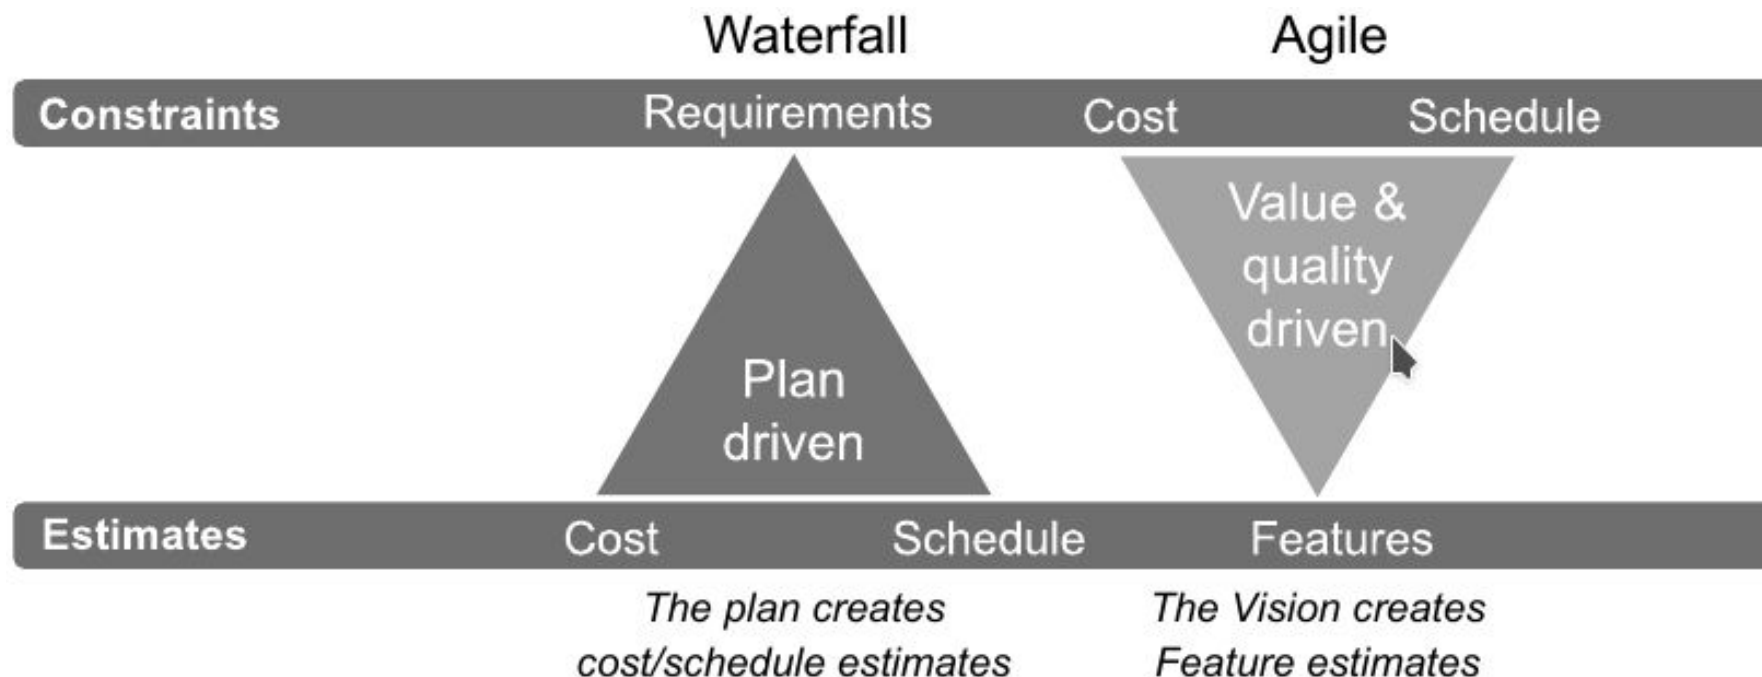 Waterfall Agile
Constraints Requirements Cost Schedule
Value &
quality
driven
Plan
driven
Estimates Cost Schedule Features
The plan creates The Vision creates
cost/schedule estimates Feature estimates